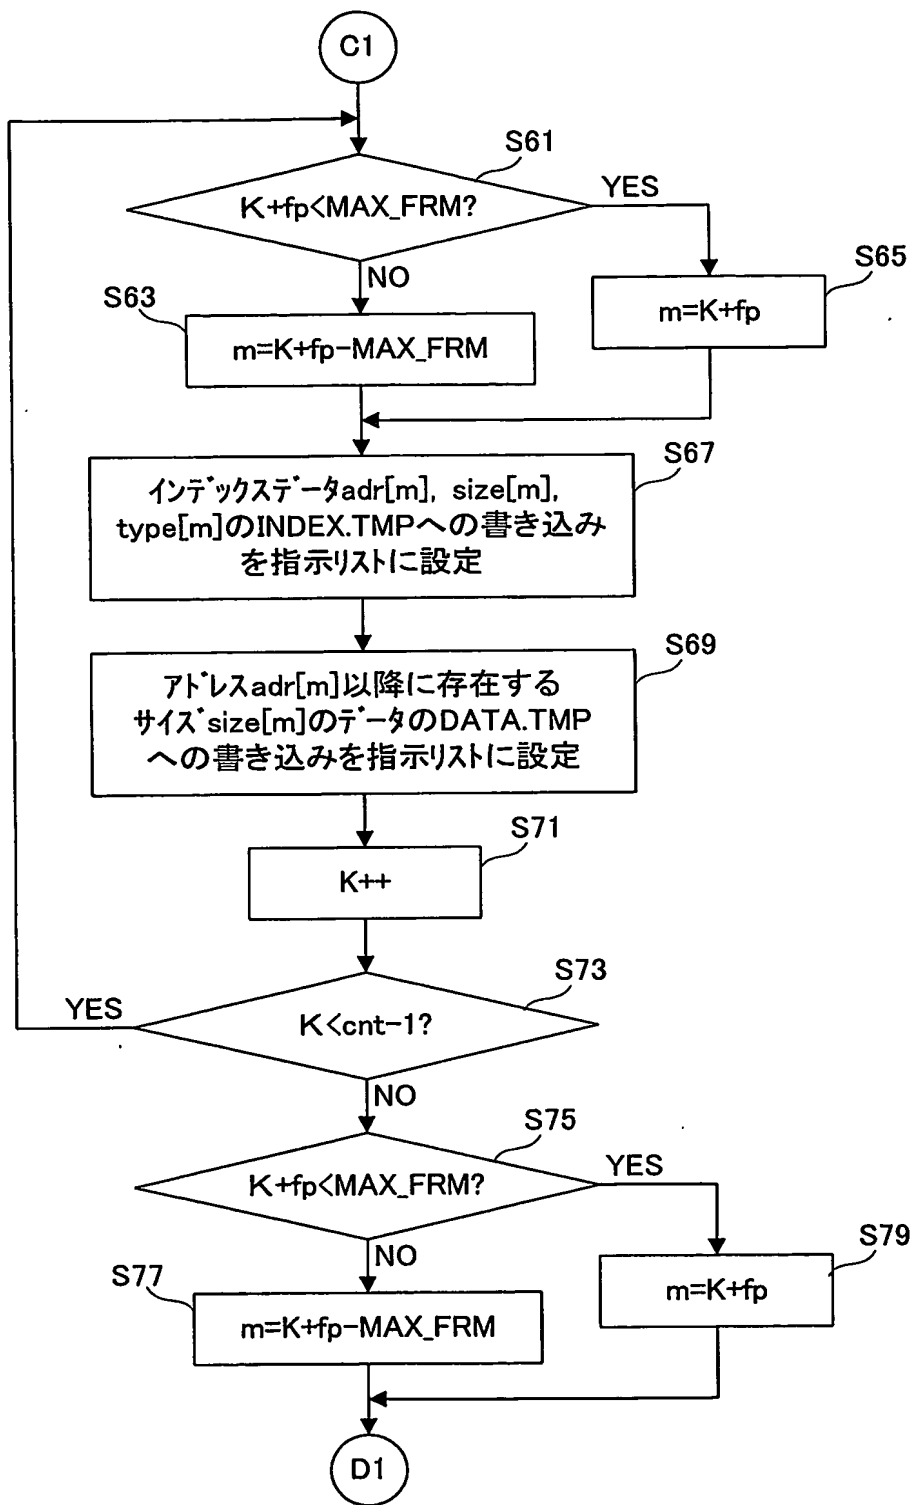 C1
S61
K+fp<MAX_FRM?
YES
NO
S65
m=K+fp
S63
m=K+fp-MAX_FRM
S67
インデックスデータadr[m], size[m],
type[m]のINDEX.TMPへの書き込み
を指示リストに設定
S69
アドレスadr[m]以降に存在する
サイズsize[m]のデータのDATA.TMP
への書き込みを指示リストに設定
S71
K++
S73
YES
K<cnt-1?
NO
S75
K+fp<MAX_FRM?
YES
NO
S79
m=K+fp
S77
m=K+fp-MAX_FRM
D1